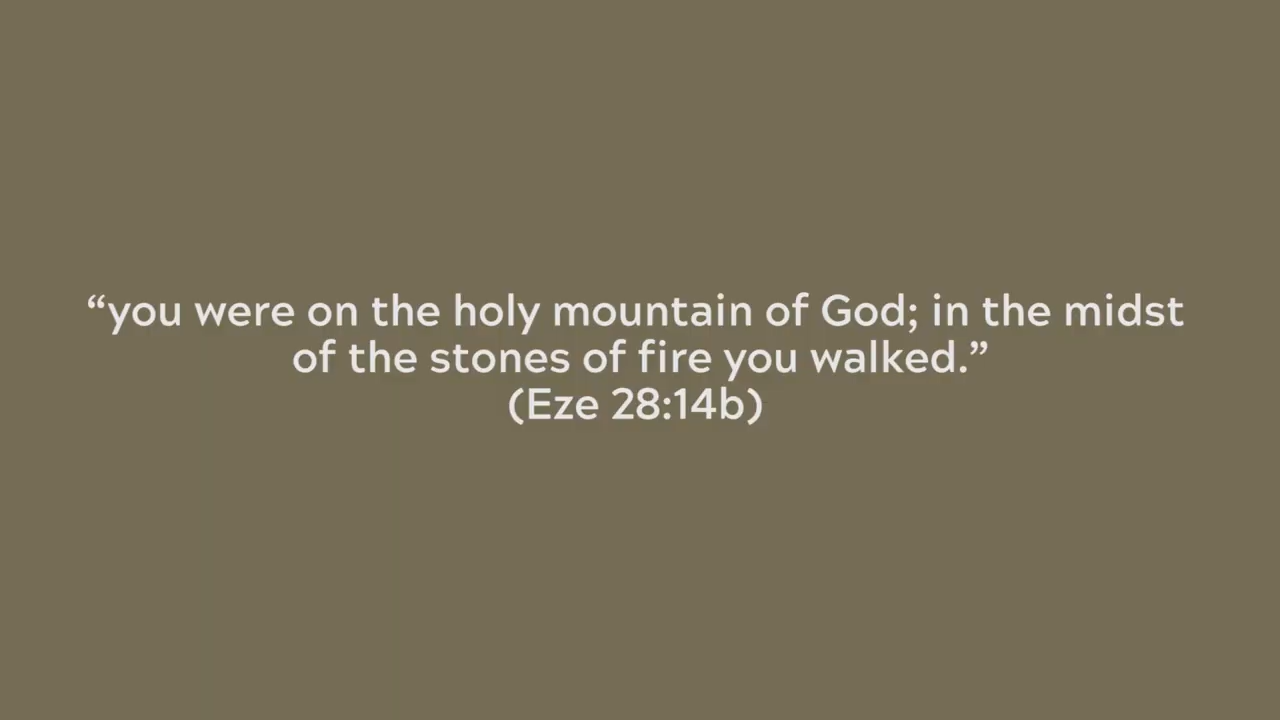 “you were on the holy mountain of God; in the midst
of the stones of fire you walked.”
(Eze 28:14b)